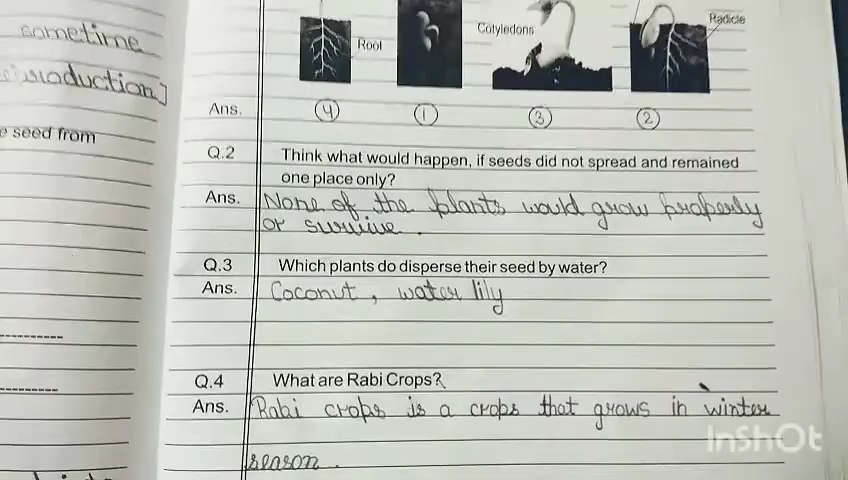 sometime
Root
Cotyledons
Radicle
Ans. 4 1 3 2
seed from
Q.2 Think what would happen, if seeds did not spread and remained
one place only?
Ans. None of the plants would grow properly
or survive.
Q.3 Which plants do disperse their seed by water?
Ans. Coconut, water lily
Q.4 What are Rabi Crops?
Ans. Rabi crops is a crops that grows in winter
season.
InShOt